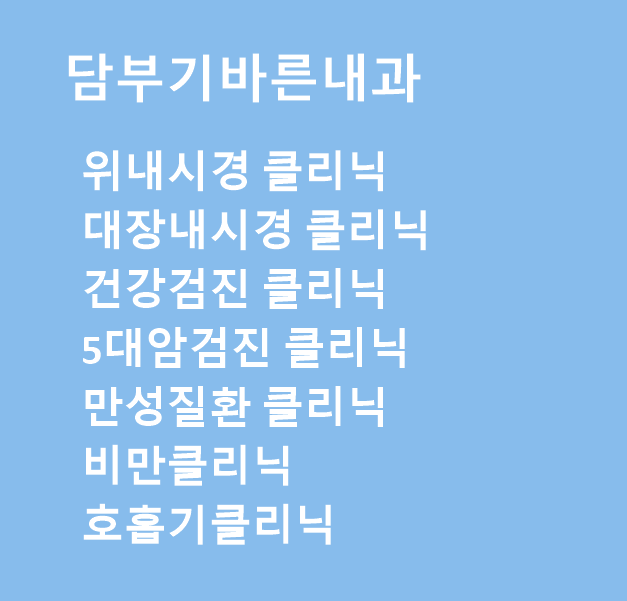 담부기바른내과
위내시경 클리닉
대장내시경 클리닉
건강검진 클리닉
5대암검진 클리닉
만성질환 클리닉
비만클리닉
호흡기클리닉